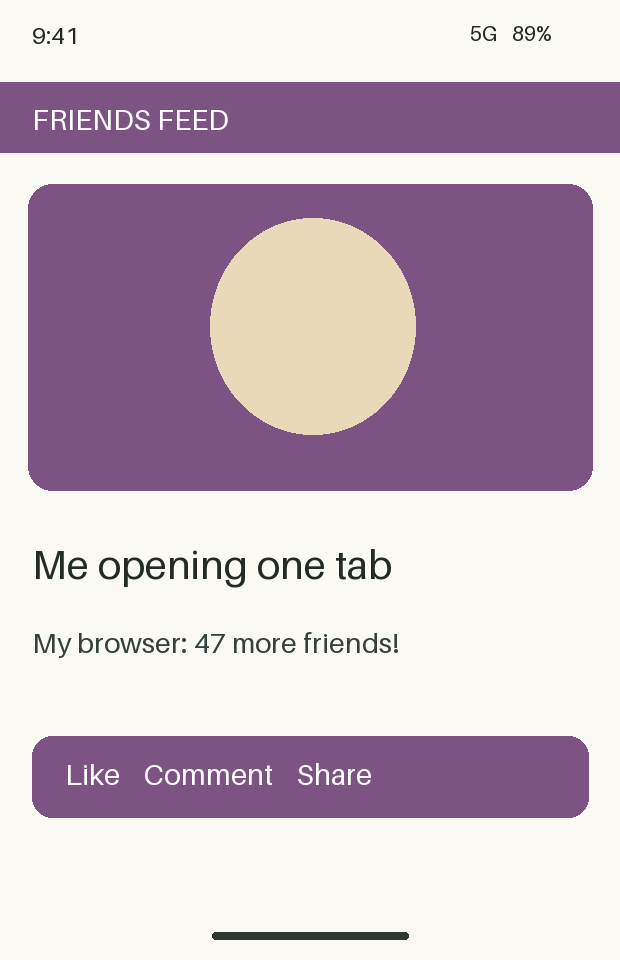 9:41 5G 89%
FRIENDS FEED
Me opening one tab
My browser: 47 more friends!
Like Comment Share